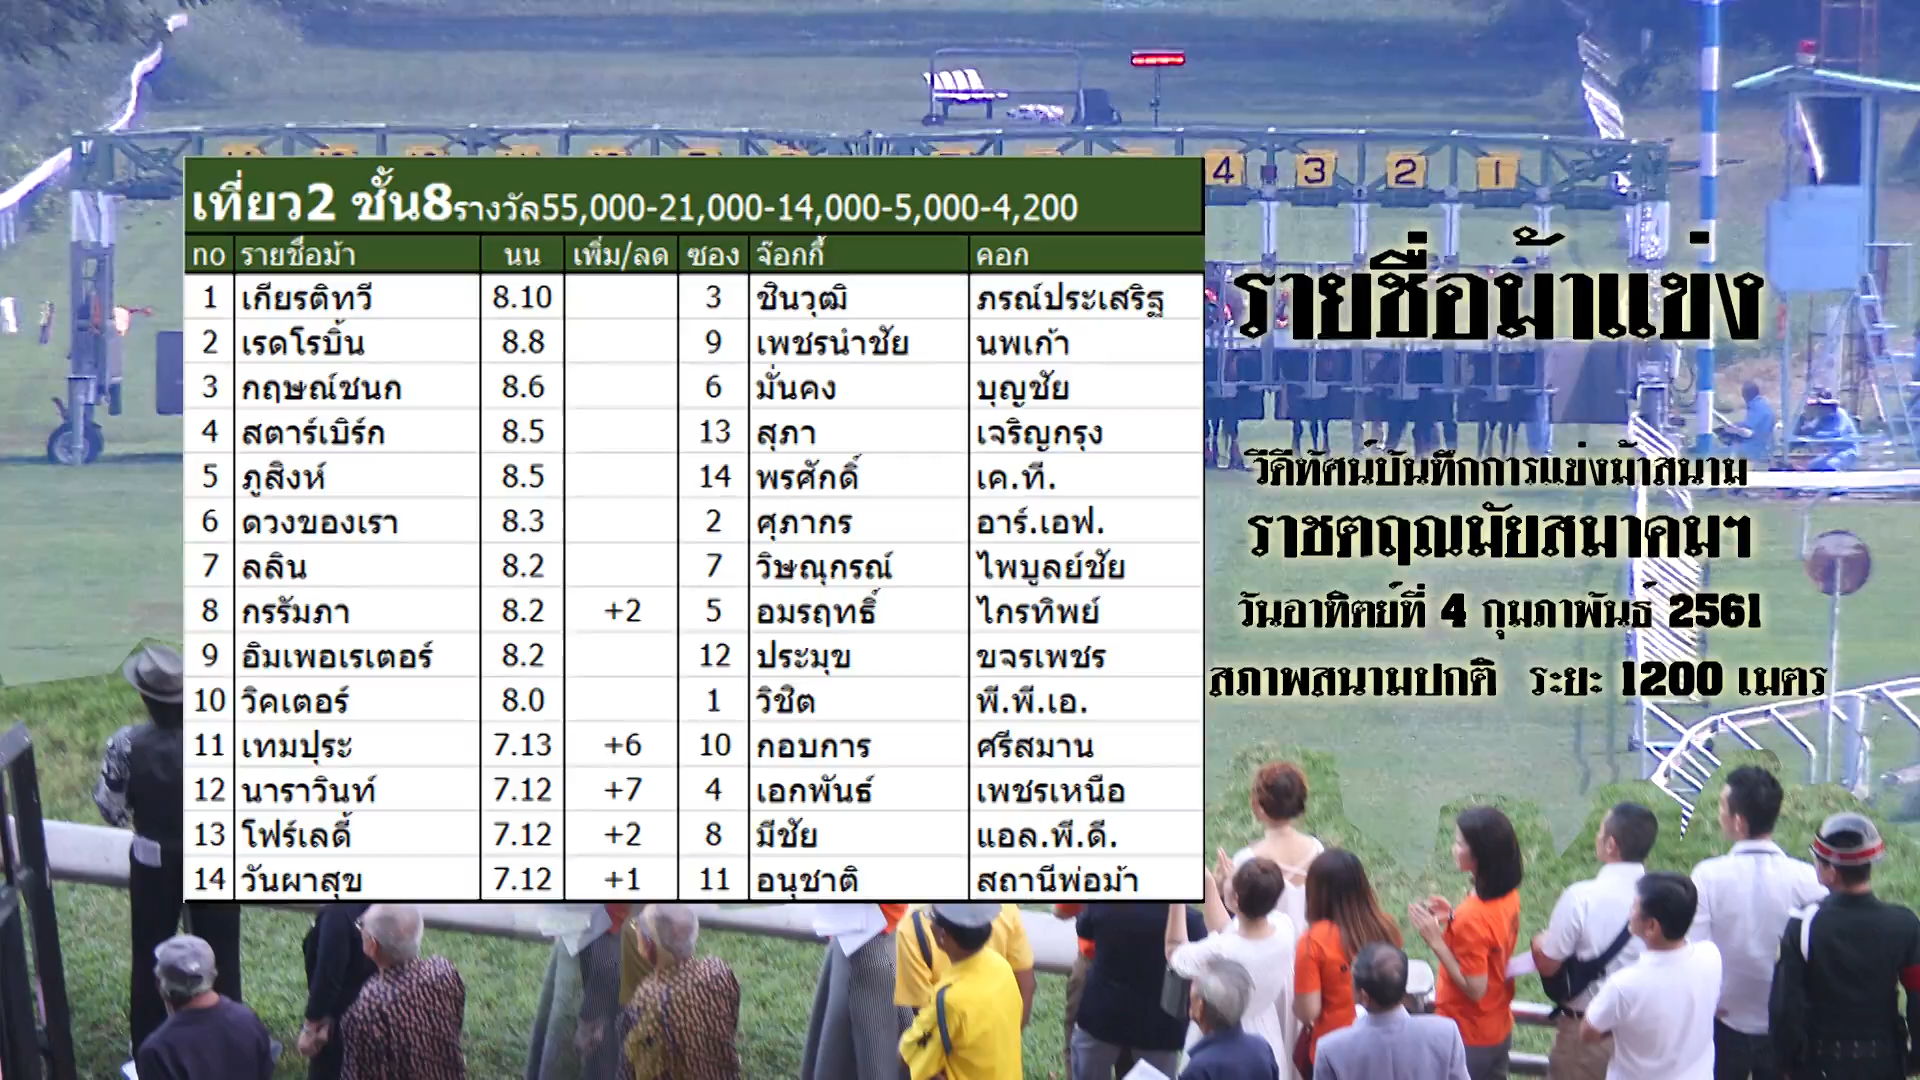 4 3 2 1
เที่ยว2 ชั้น8รางวัล55,000-21,000-14,000-5,000-4,200
no รายชื่อม้า นน เพิ่ม/ลด ซอง จ๊อกกี้ คอก
1 เกียรติทวี 8.10 3 ชินวุฒิ ภรณ์ประเสริฐ
2 เรดโรบิ้น 8.8 9 เพชรนำชัย นพเก้า
3 กฤษณ์ชนก 8.6 6 มั่นคง บุญชัย
4 สตาร์เบิร์ก 8.5 13 สุภา เจริญกรุง
5 ภูสิงห์ 8.5 14 พรศักดิ์ เค.ที.
6 ดวงของเรา 8.3 2 ศุภากร อาร์.เอฟ.
7 ลลิน 8.2 7 วิษณุกรณ์ ไพบูลย์ชัย
8 กรรัมภา 8.2 +2 5 อมรฤทธิ์ ไกรทิพย์
9 อิมเพอเรเตอร์ 8.2 12 ประมุข ขจรเพชร
10 วิคเตอร์ 8.0 1 วิชิต พี.พี.เอ.
11 เทมปุระ 7.13 +6 10 กอบการ ศรีสมาน
12 นาราวินท์ 7.12 +7 4 เอกพันธ์ เพชรเหนือ
13 โฟร์เลดี้ 7.12 +2 8 มีชัย แอล.พี.ดี.
14 วันผาสุข 7.12 +1 11 อนุชาติ สถานีพ่อม้า
รายชื่อม้าแข่ง
วีดีทัศน์บันทึกการแข่งม้าสนาม
ราชตฤณมัยสมาคมฯ
วันอาทิตย์ที่ 4 กุมภาพันธ์ 2561
สภาพสนามปกติ ระยะ 1200 เมตร